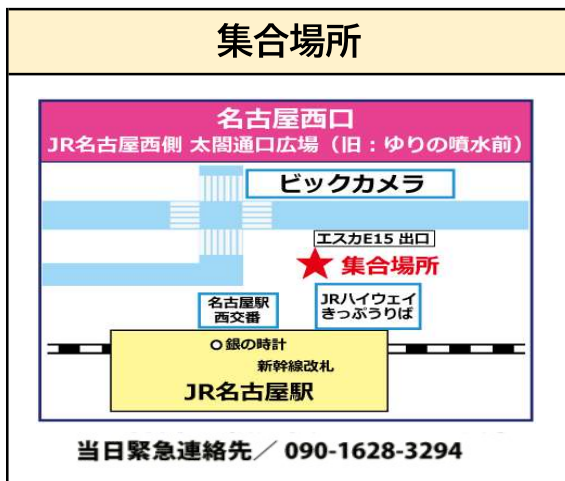 集合場所
名古屋西口
JR名古屋西側 太閤通口広場（旧：ゆりの噴水前）
ビックカメラ
エスカE15 出口
★ 集合場所
名古屋駅
西交番
JRハイウェイ
きっぷうりば
銀の時計
新幹線改札
JR名古屋駅
当日緊急連絡先／ 090-1628-3294